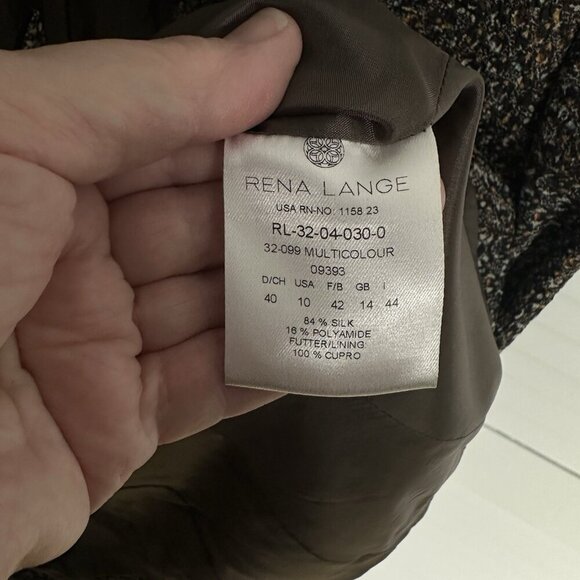 RENA LANGE
USA RN-NO. 1158 23
RL-32-04-030-0
32-099 MULTICOLOUR
09393
D/CH USA F/B GB I
40 10 42 14 44
84 % SILK
16 % POLYAMIDE
FUTTER/LINING
100 % CUPRO